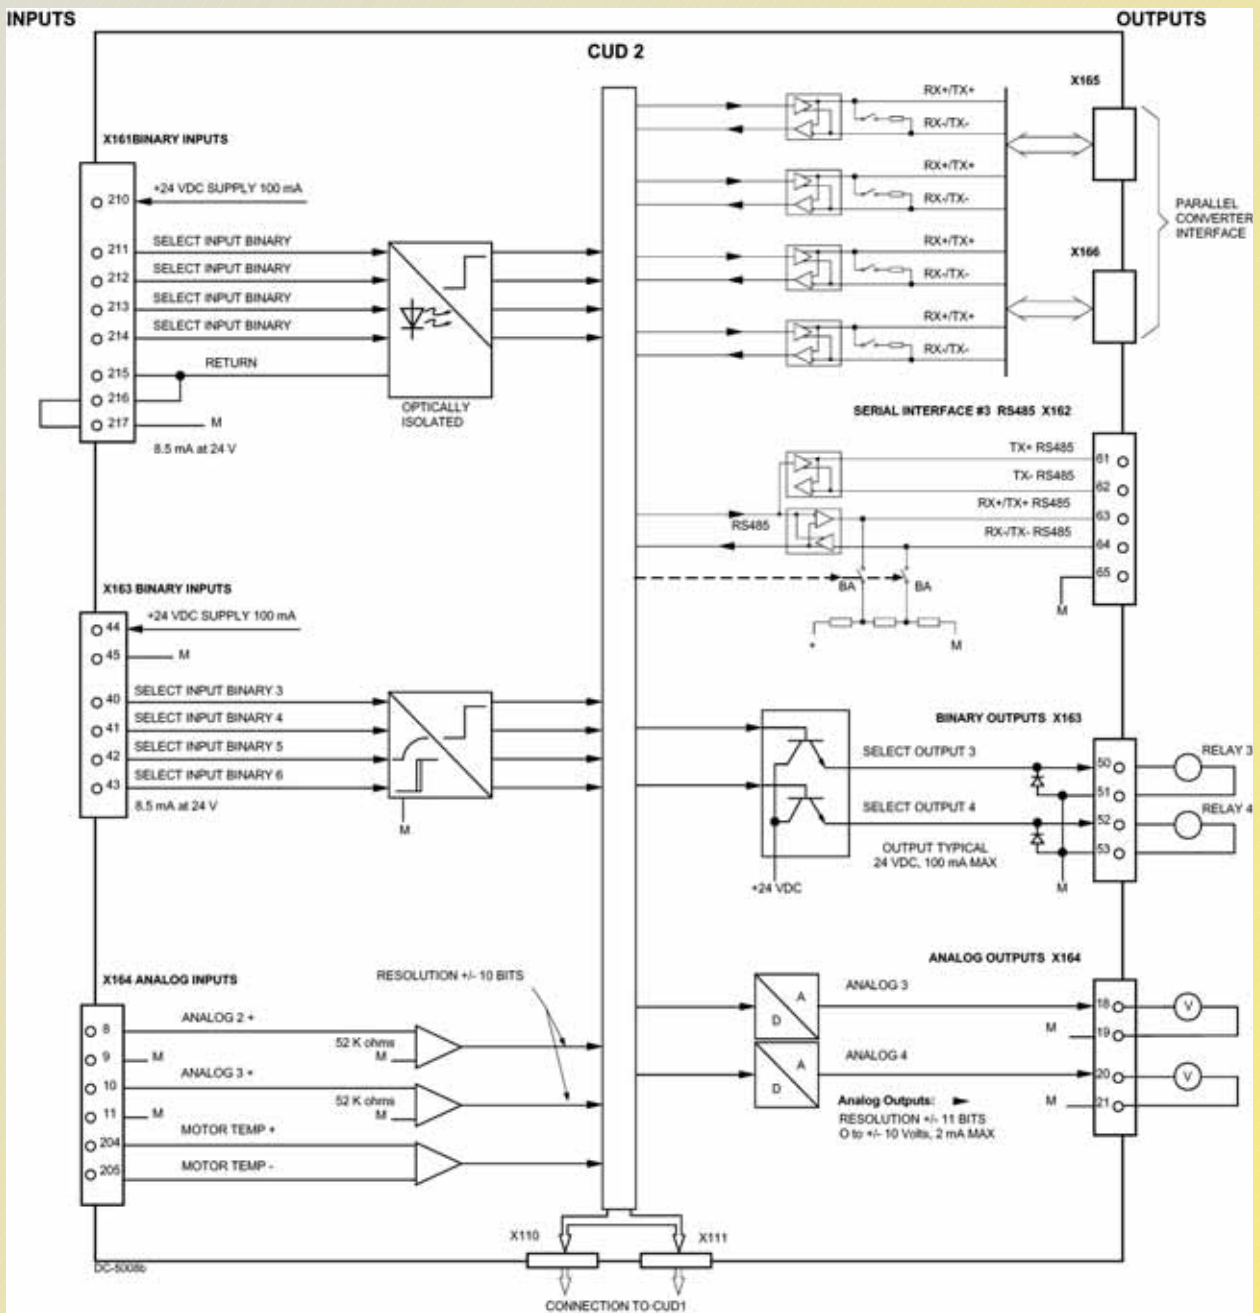 INPUTS
OUTPUTS
CUD 2
X161BINARY INPUTS
210
+24 VDC SUPPLY 100 mA
211
SELECT INPUT BINARY
212
SELECT INPUT BINARY
213
SELECT INPUT BINARY
214
SELECT INPUT BINARY
215
RETURN
216
217
M
8.5 mA at 24 V
OPTICALLY
ISOLATED
X163 BINARY INPUTS
44
+24 VDC SUPPLY 100 mA
45
M
40
SELECT INPUT BINARY 3
41
SELECT INPUT BINARY 4
42
SELECT INPUT BINARY 5
43
SELECT INPUT BINARY 6
8.5 mA at 24 V
M
X164 ANALOG INPUTS
RESOLUTION +/- 10 BITS
8
ANALOG 2 +
52 K ohms
9
M
M
10
ANALOG 3 +
52 K ohms
11
M
M
204
MOTOR TEMP +
205
MOTOR TEMP -
RX+/TX+
RX-/TX-
RX+/TX+
RX-/TX-
RX+/TX+
RX-/TX-
RX+/TX+
RX-/TX-
X165
X166
PARALLEL
CONVERTER
INTERFACE
SERIAL INTERFACE #3 RS485 X162
TX+ RS485
61
TX- RS485
62
RX+/TX+ RS485
63
RS485
RX-/TX- RS485
64
65
BA
BA
M
+
M
BINARY OUTPUTS X163
SELECT OUTPUT 3
50
RELAY 3
51
SELECT OUTPUT 4
52
RELAY 4
53
OUTPUT TYPICAL
24 VDC, 100 mA MAX
+24 VDC
M
ANALOG OUTPUTS X164
A
D
ANALOG 3
18
V
M
19
A
D
ANALOG 4
20
V
M
21
Analog Outputs:
RESOLUTION +/- 11 BITS
O to +/- 10 Volts, 2 mA MAX
X110
X111
DC-5008b
CONNECTION TO CUD1